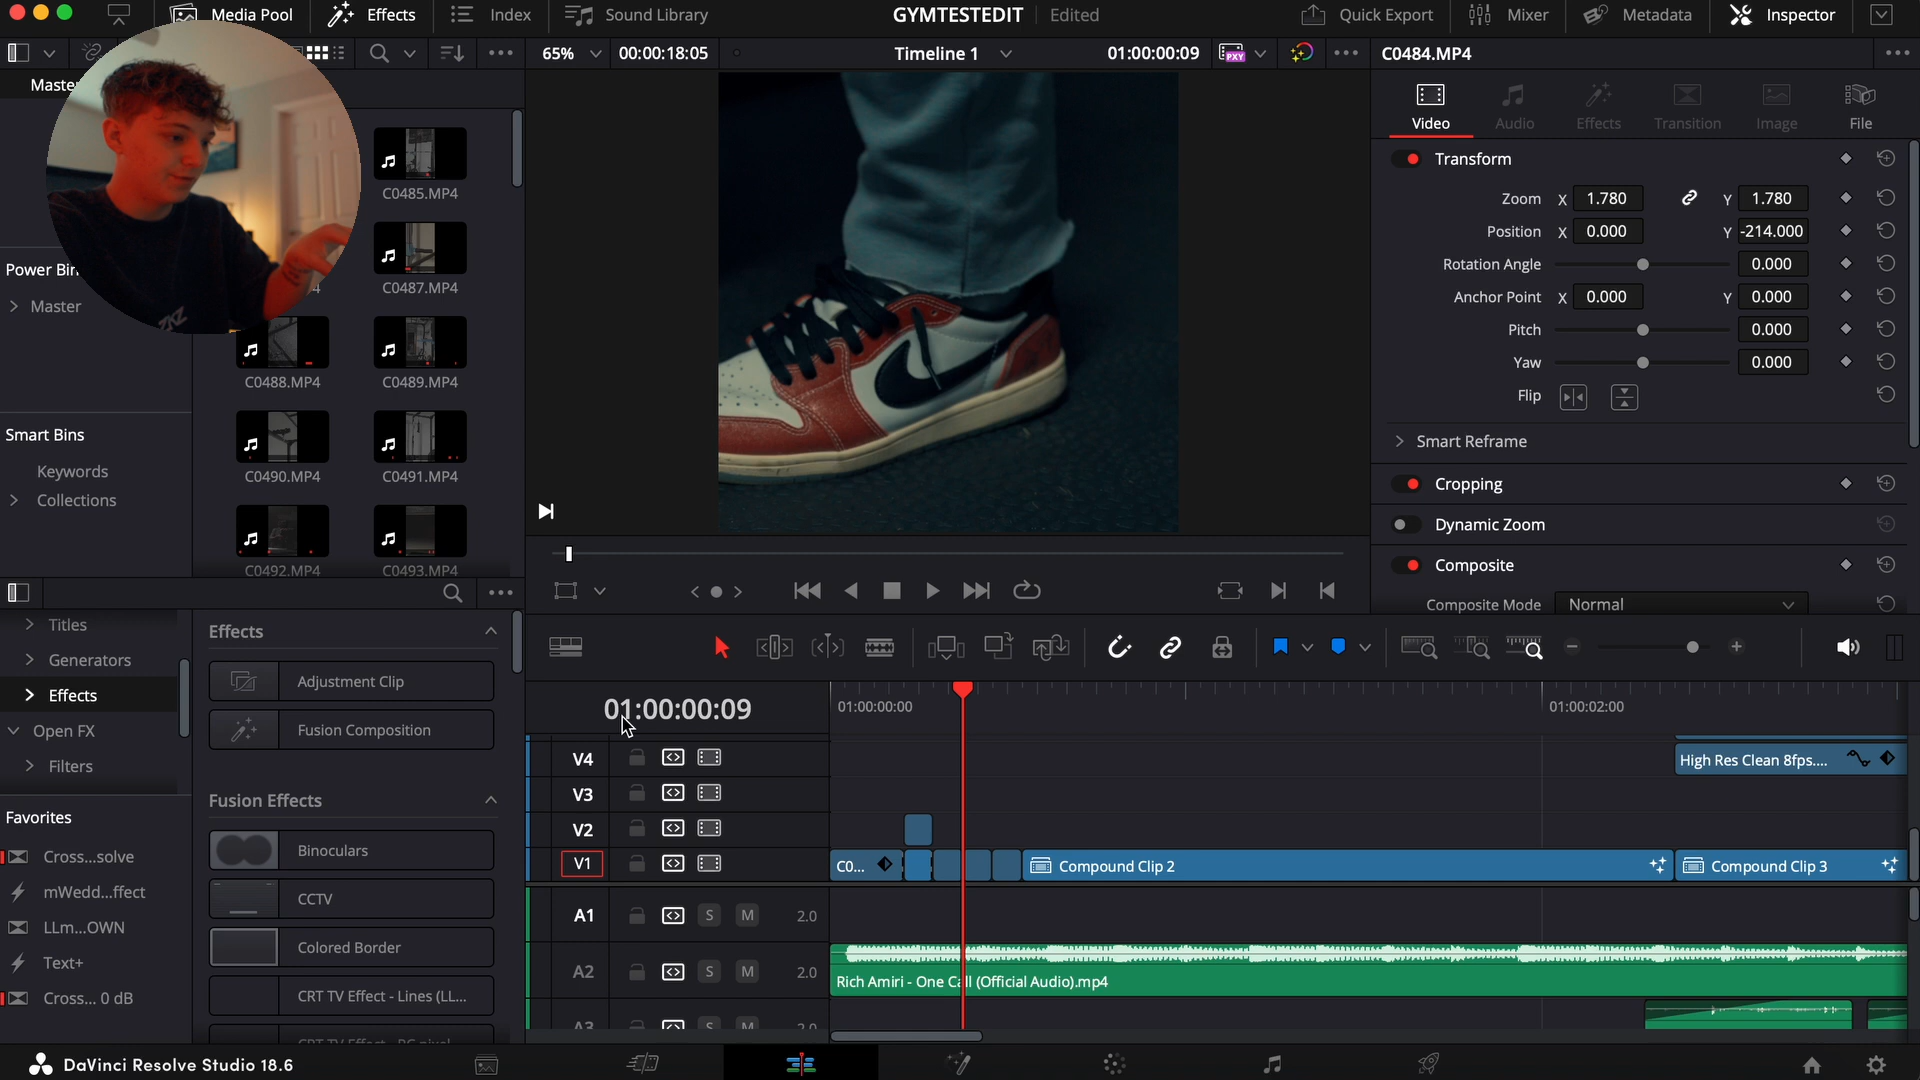 Media Pool
Effects
Index
Sound Library
GYMTESTEDIT
Edited
Quick Export
Mixer
Metadata
Inspector
65%
00:00:18:05
Timeline 1
01:00:00:09
PXY
C0484.MP4
Master
C0485.MP4
Video
Audio
Effects
Transition
Image
File
Transform
Zoom X 1.780 Y 1.780
Position X 0.000 Y -214.000
Rotation Angle 0.000
Anchor Point X 0.000 Y 0.000
Pitch 0.000
Yaw 0.000
Flip
Smart Reframe
Cropping
Dynamic Zoom
Composite
Composite Mode Normal
Power Bin
4
C0487.MP4
Master
C0488.MP4
C0489.MP4
Smart Bins
Keywords
Collections
C0490.MP4
C0491.MP4
C0492.MP4
C0493.MP4
Titles
Generators
Effects
Open FX
Filters
Favorites
Cross...solve
mWedd...ffect
LLm...OWN
Text+
Cross... 0 dB
Effects
Adjustment Clip
Fusion Composition
Fusion Effects
Binoculars
CCTV
Colored Border
CRT TV Effect - Lines (LL...
01:00:00:09
01:00:00:00
01:00:02:00
V4
High Res Clean 8fps....
V3
V2
V1
C0...
Compound Clip 2
Compound Clip 3
A1 S M 2.0
A2 S M 2.0
Rich Amiri - One Call (Official Audio).mp4
A3 S M 2.0
DaVinci Resolve Studio 18.6